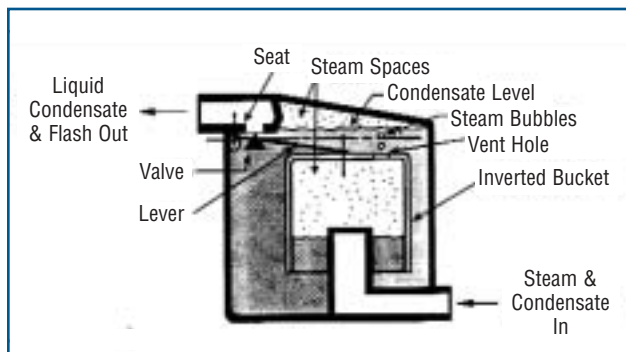 Seat
Steam Spaces
Liquid
Condensate
& Flash Out
Condensate Level
Steam Bubbles
Vent Hole
Valve
Inverted Bucket
Lever
Steam &
Condensate
In